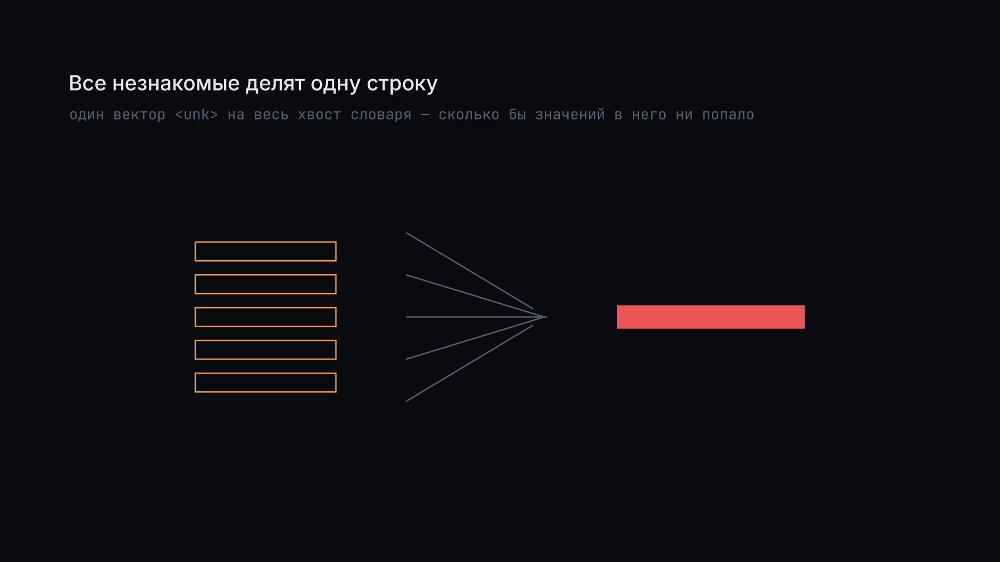 Все незнакомые делят одну строку
один вектор <unk> на весь хвост словаря — сколько бы значений в него ни попало